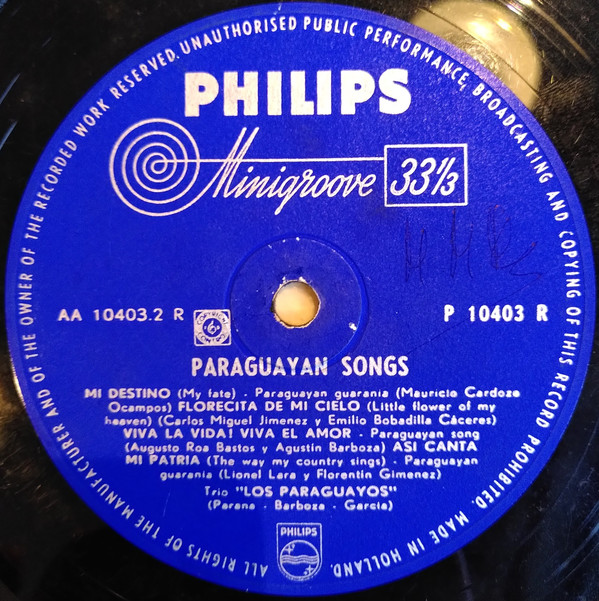 ALL RIGHTS OF THE MANUFACTURER AND OF THE OWNER OF THE RECORDED WORK RESERVED. UNAUTHORISED PUBLIC PERFORMANCE, BROADCASTING AND COPYING OF THIS RECORD PROHIBITED. MADE IN HOLLAND.
PHILIPS
Minigroove 33⅓
AA 10403.2 R
P 10403 R
PARAGUAYAN SONGS
MI DESTINO (My fate) - Paraguayan guarania (Mauricio Cardozo
Ocampos) FLORECITA DE MI CIELO (Little flower of my
heaven) (Carlos Miguel Jimenez y Emilio Bobadilla Cáceres)
VIVA LA VIDA! VIVA EL AMOR - Paraguayan song
(Augusto Roa Bastos y Agustin Barboza) ASI CANTA
MI PATRIA (The way my country sings) - Paraguayan
guarania (Lionel Lara y Florentin Gimenez)
Trio "LOS PARAGUAYOS"
(Parana - Barboza - Garcia)
PHILIPS